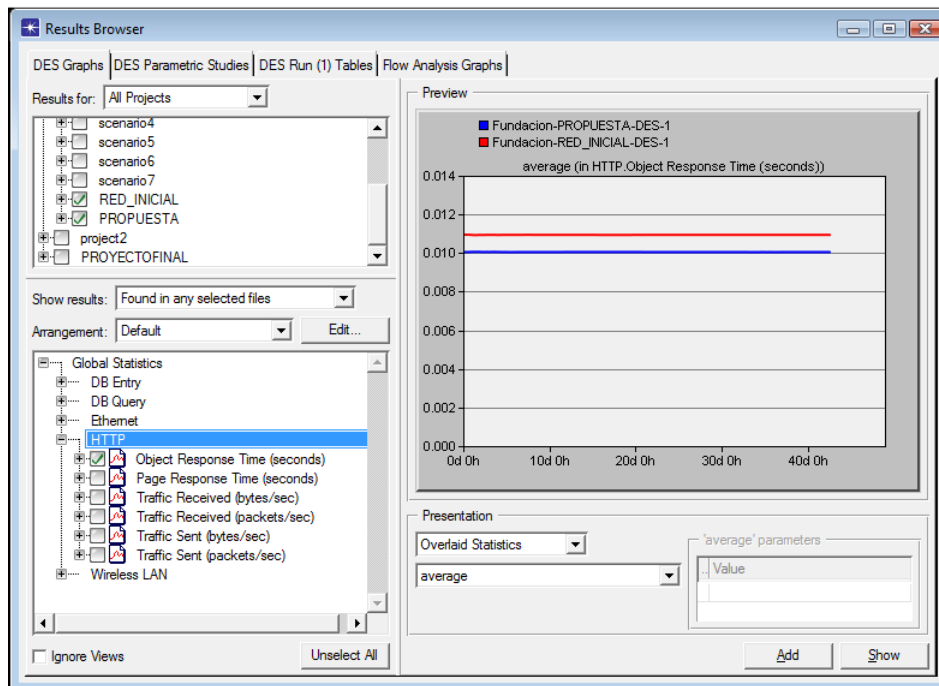 Results Browser
DES Graphs DES Parametric Studies DES Run (1) Tables Flow Analysis Graphs
Results for: All Projects
scenario4
scenario5
scenario6
scenario7
RED_INICIAL
PROPUESTA
project2
PROYECTOFINAL
Show results: Found in any selected files
Arrangement: Default Edit...
Global Statistics
DB Entry
DB Query
Ethernet
HTTP
Object Response Time (seconds)
Page Response Time (seconds)
Traffic Received (bytes/sec)
Traffic Received (packets/sec)
Traffic Sent (bytes/sec)
Traffic Sent (packets/sec)
Wireless LAN
Ignore Views Unselect All
Preview
Fundacion-PROPUESTA-DES-1
Fundacion-RED_INICIAL-DES-1
average (in HTTP.Object Response Time (seconds))
0.014
0.012
0.010
0.008
0.006
0.004
0.002
0.000
0d 0h 10d 0h 20d 0h 30d 0h 40d 0h
Presentation
Overlaid Statistics
average
'average' parameters
.. Value
Add Show